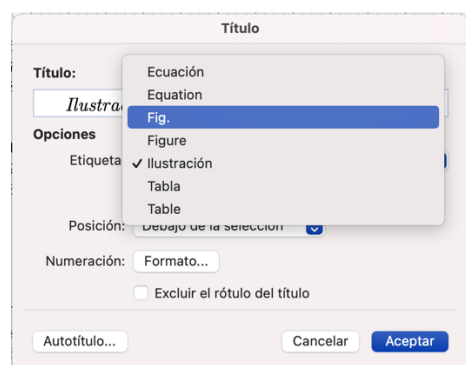 Título
Título:
Ecuación
Equation
Fig.
Figure
Ilustración
Tabla
Table
Opciones
Etiqueta
Posición: Debajo de la selección
Numeración: Formato...
Excluir el rótulo del título
Autotítulo... Cancelar Aceptar